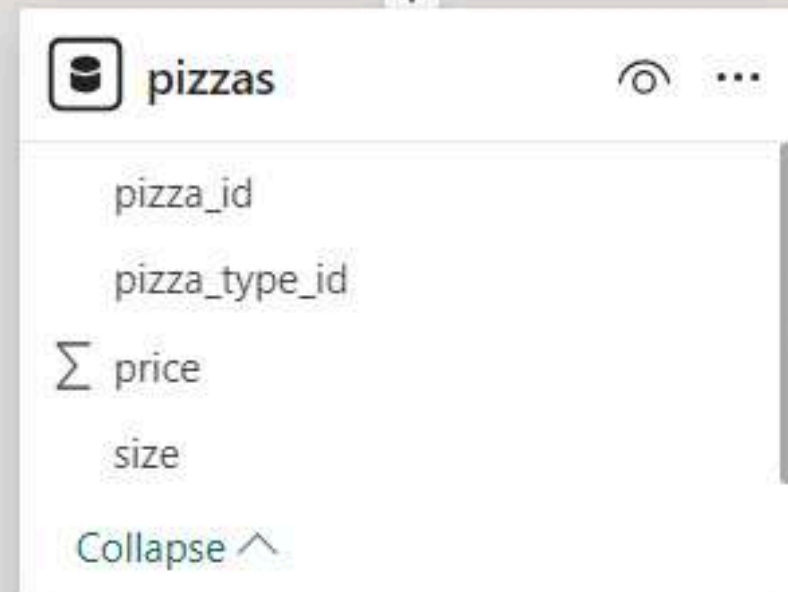 pizzas
pizza_id
pizza_type_id
∑ price
size
Collapse